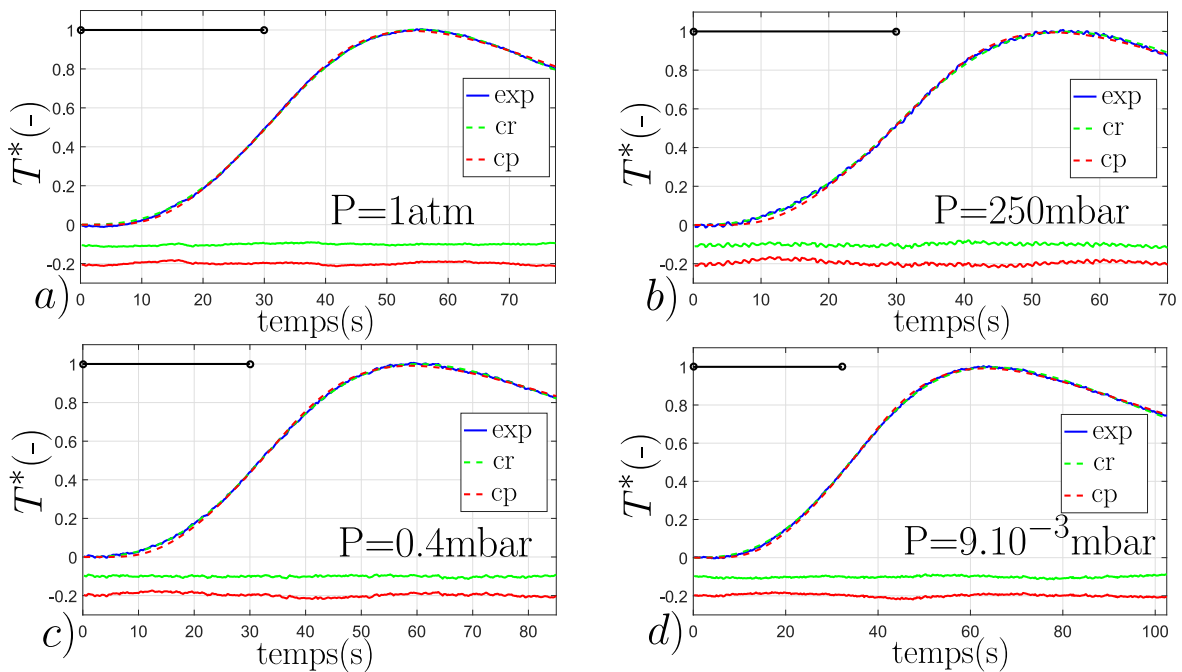 1
0.8
0.6
0.4
0.2
0
-0.2
T*(-)
exp
cr
cp
P=1atm
0 10 20 30 40 50 60 70
temps(s)
a)
1
0.8
0.6
0.4
0.2
0
-0.2
T*(-)
exp
cr
cp
P=250mbar
0 10 20 30 40 50 60 70
temps(s)
b)
1
0.8
0.6
0.4
0.2
0
-0.2
T*(-)
exp
cr
cp
P=0.4mbar
0 10 20 30 40 50 60 70 80
temps(s)
c)
1
0.8
0.6
0.4
0.2
0
-0.2
T*(-)
exp
cr
cp
P=9.10⁻³mbar
0 20 40 60 80 100
temps(s)
d)